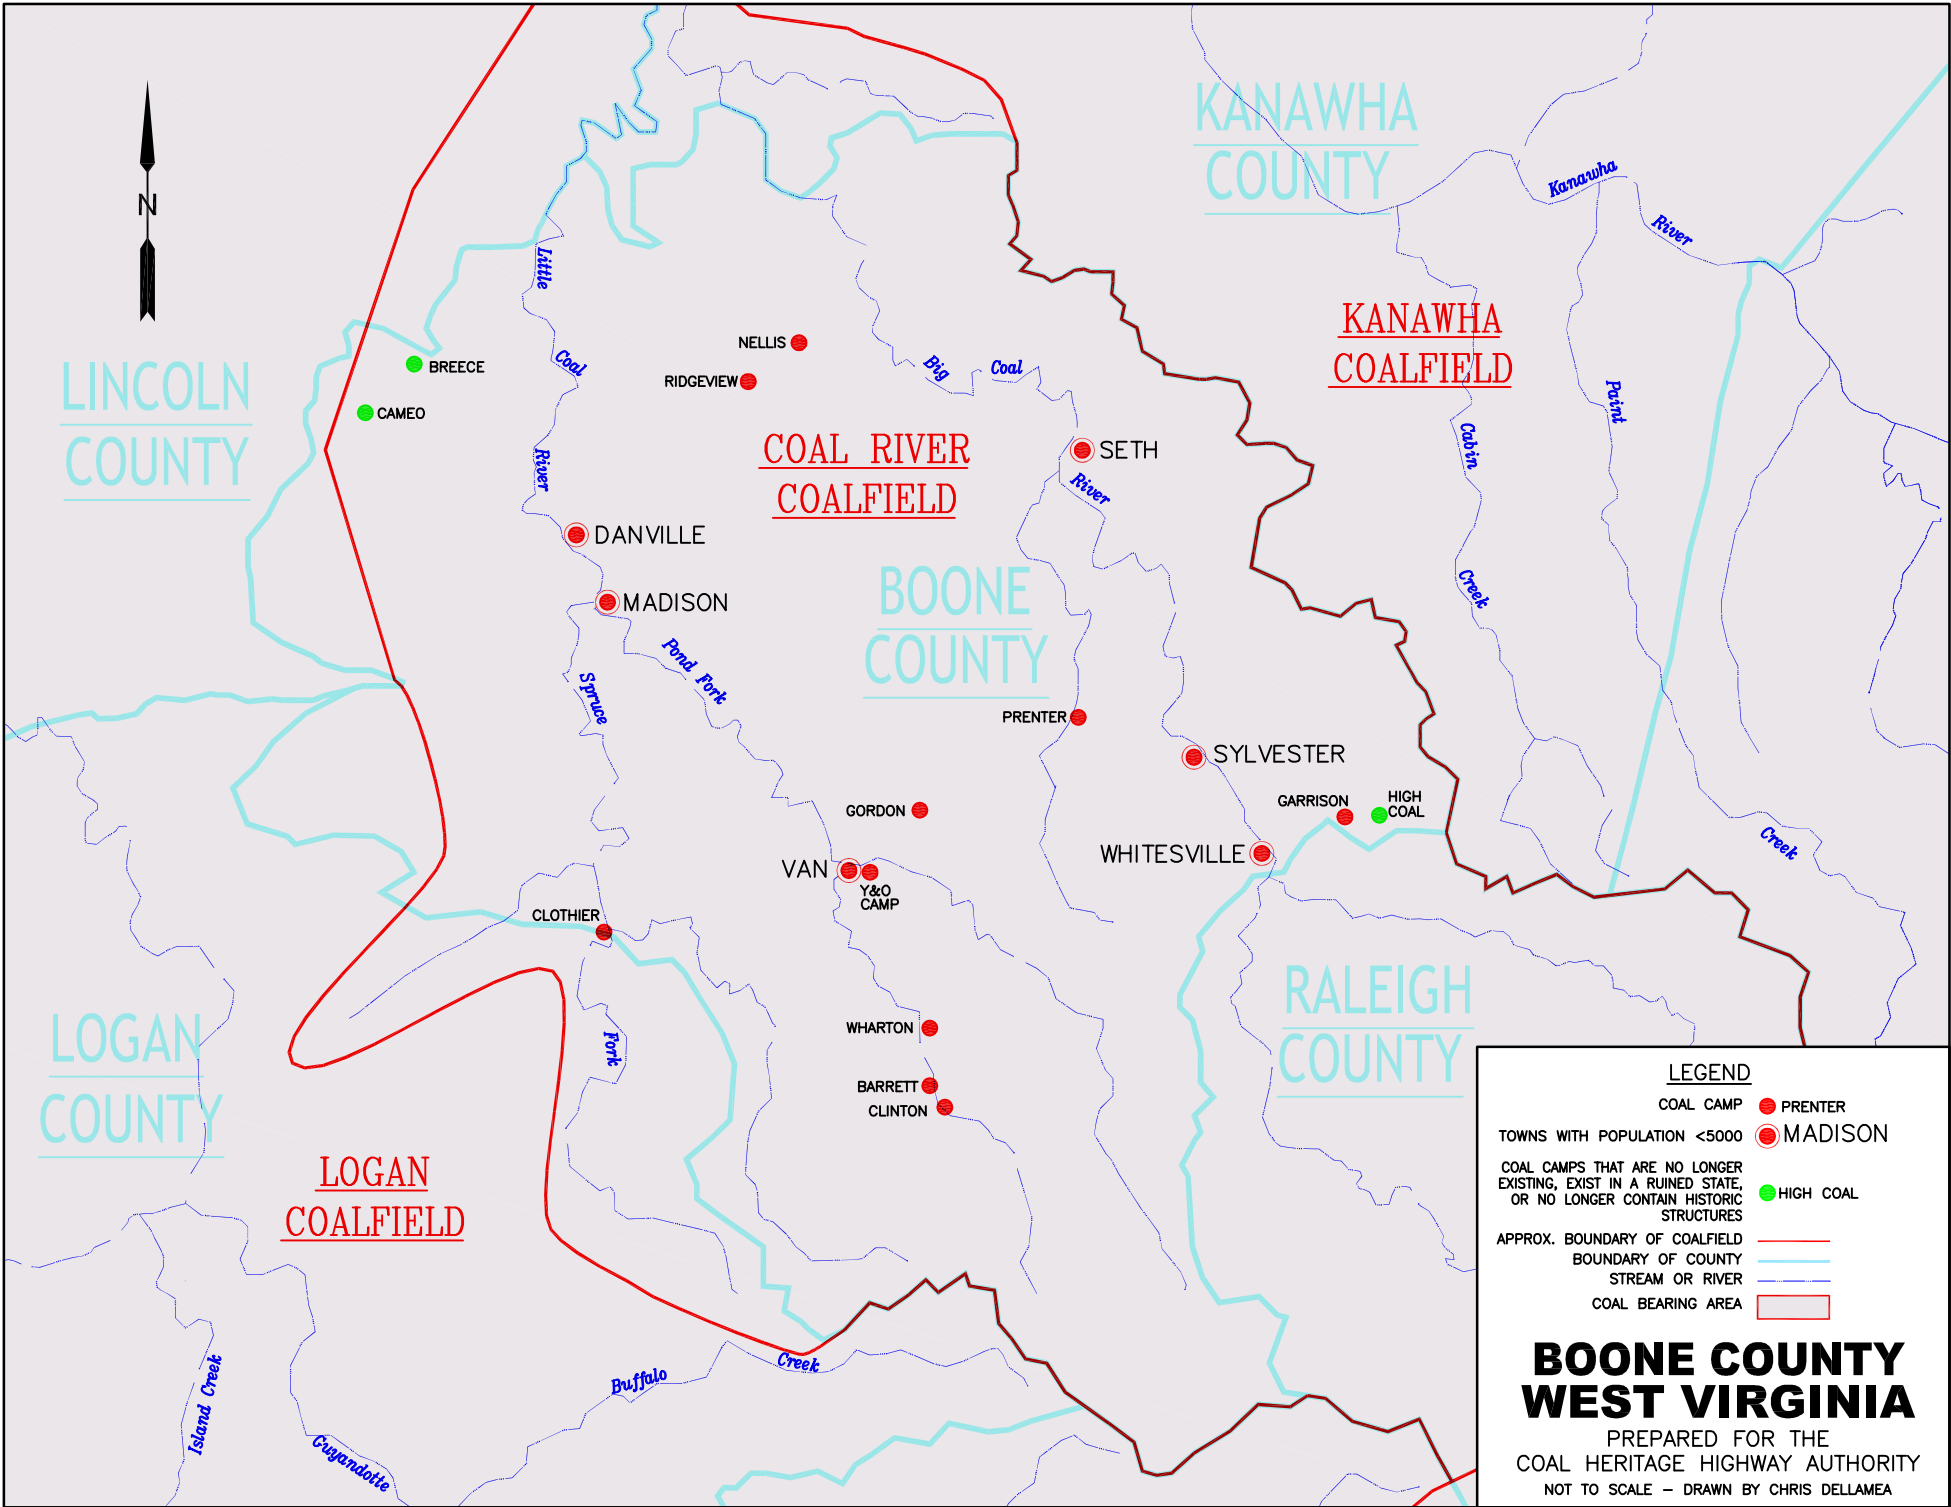 KANAWHA
COUNTY
Kanawha
River
N
Little
Coal
River
KANAWHA
COALFIELD
NELLIS
RIDGEVIEW
Big
Coal
River
LINCOLN
COUNTY
BREECE
CAMEO
Paint
Creek
Cabin
Creek
COAL RIVER
COALFIELD
SETH
DANVILLE
MADISON
BOONE
COUNTY
Pond Fork
Spruce
Fork
PRENTER
SYLVESTER
GORDON
GARRISON
HIGH
COAL
WHITESVILLE
VAN
Y&O
CAMP
CLOTHIER
RALEIGH
COUNTY
LOGAN
COUNTY
WHARTON
BARRETT
CLINTON
LOGAN
COALFIELD
Buffalo
Creek
Island Creek
Guyandotte
LEGEND
COAL CAMP PRENTER
TOWNS WITH POPULATION <5000 MADISON
COAL CAMPS THAT ARE NO LONGER
EXISTING, EXIST IN A RUINED STATE,
OR NO LONGER CONTAIN HISTORIC
STRUCTURES
HIGH COAL
APPROX. BOUNDARY OF COALFIELD
BOUNDARY OF COUNTY
STREAM OR RIVER
COAL BEARING AREA
BOONE COUNTY
WEST VIRGINIA
PREPARED FOR THE
COAL HERITAGE HIGHWAY AUTHORITY
NOT TO SCALE – DRAWN BY CHRIS DELLAMEA